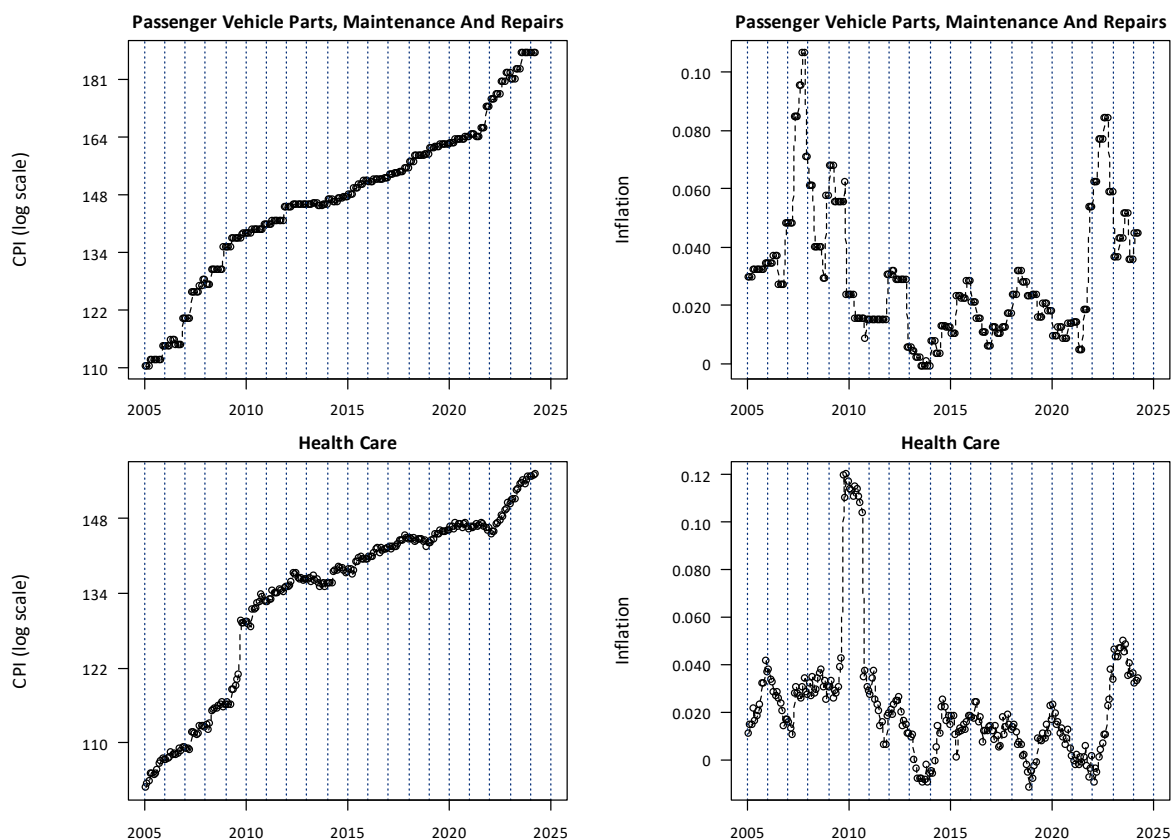 Passenger Vehicle Parts, Maintenance And Repairs
CPI (log scale)
181
164
148
134
122
110
2005 2010 2015 2020 2025
Passenger Vehicle Parts, Maintenance And Repairs
Inflation
0.10
0.080
0.060
0.040
0.020
0
2005 2010 2015 2020 2025
Health Care
CPI (log scale)
148
134
122
110
2005 2010 2015 2020 2025
Health Care
Inflation
0.12
0.10
0.080
0.060
0.040
0.020
0
2005 2010 2015 2020 2025